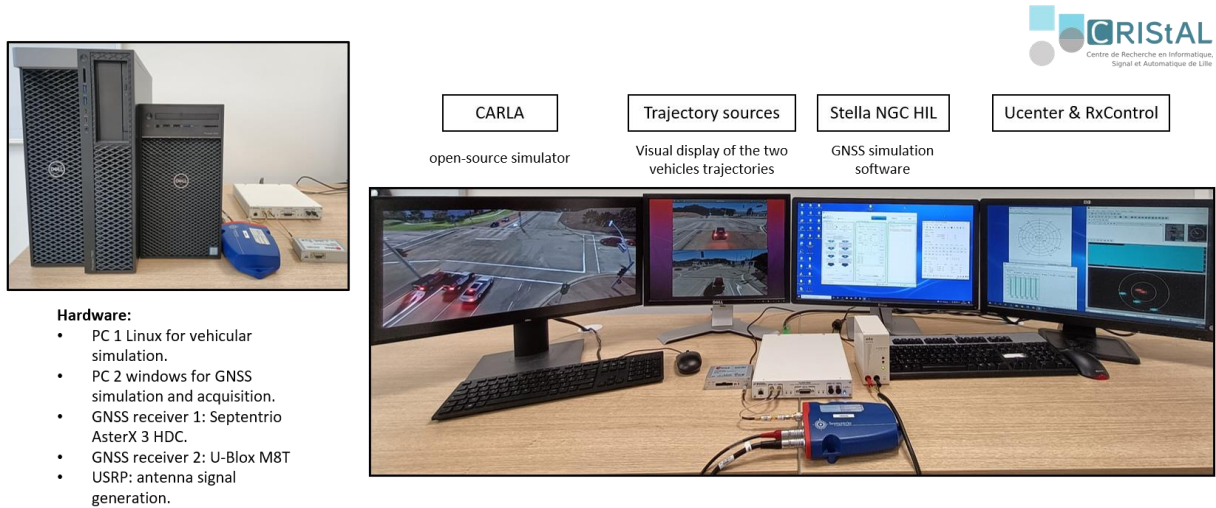 CRIStAL
Centre de Recherche en Informatique,
Signal et Automatique de Lille
CARLA
Trajectory sources
Stella NGC HIL
Ucenter & RxControl
open-source simulator
Visual display of the two
vehicles trajectories
GNSS simulation
software
DELL
DELL
DELL
Hardware:
• PC 1 Linux for vehicular
simulation.
• PC 2 windows for GNSS
simulation and acquisition.
• GNSS receiver 1: Septentrio
AsterX 3 HDC.
• GNSS receiver 2: U-Blox M8T
• USRP: antenna signal
generation.